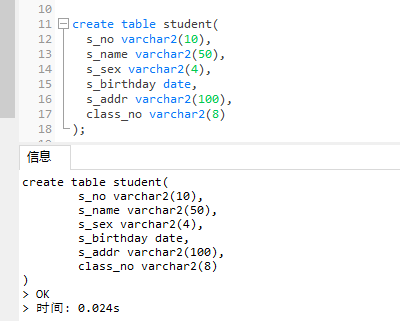 10
11 create table student(
12 s_no varchar2(10),
13 s_name varchar2(50),
14 s_sex varchar2(4),
15 s_birthday date,
16 s_addr varchar2(100),
17 class_no varchar2(8)
18 );
信息
create table student(
s_no varchar2(10),
s_name varchar2(50),
s_sex varchar2(4),
s_birthday date,
s_addr varchar2(100),
class_no varchar2(8)
)
> OK
> 时间: 0.024s